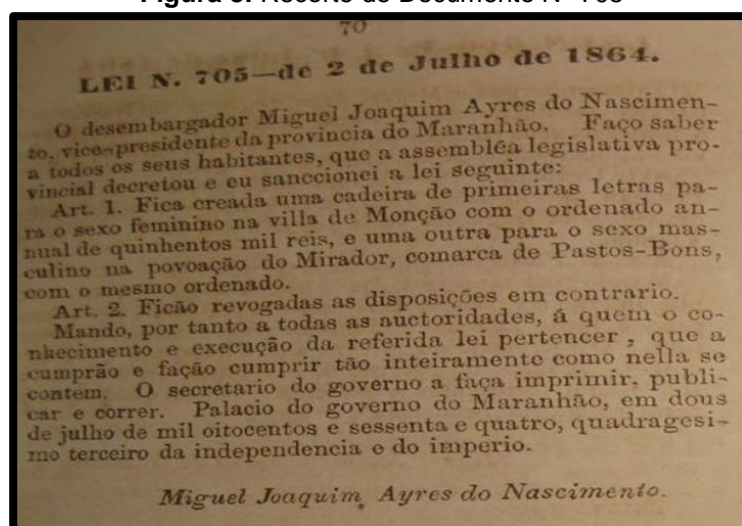 70
LEI N. 705—de 2 de Julho de 1864.
O desembargador Miguel Joaquim Ayres do Nascimen-
to, vice-presidente da provincia do Maranhão. Faço saber
a todos os seus habitantes, que a assembléa legislativa pro-
vincial decretou e eu sanccionei a lei seguinte:
Art. 1. Fica creada uma cadeira de primeiras letras pa-
ra o sexo feminino na villa de Monção com o ordenado an-
nual de quinhentos mil reis, e uma outra para o sexo mas-
culino na povoação do Mirador, comarca de Pastos-Bons,
com o mesmo ordenado.
Art. 2. Ficão revogadas as disposições em contrario.
Mando, por tanto a todas as auctoridades, á quem o co-
nhecimento e execução da referida lei pertencer , que a
cumprão e fação cumprir tão inteiramente como nella se
contem. O secretario do governo a faça imprimir, publi-
car e correr. Palacio do governo do Maranhão, em dous
de julho de mil oitocentos e sessenta e quatro, quadragesi-
mo terceiro da independencia e do imperio.
Miguel Joaquim Ayres do Nascimento.